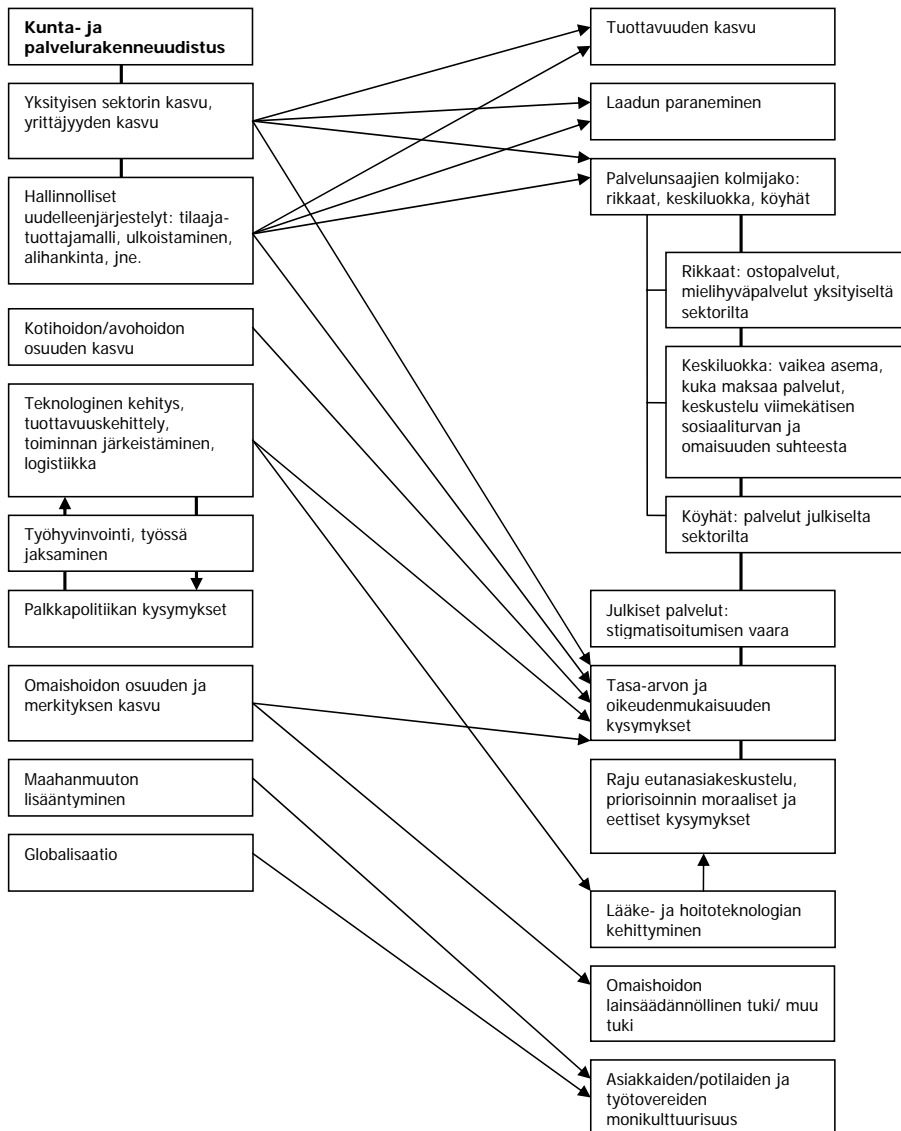 Kunta- ja
palvelurakenneuudistus
Yksityisen sektorin kasvu,
yrittäjyyden kasvu
Hallinnolliset
uudelleenjärjestelyt: tilaaja-
tuottajamalli, ulkoistaminen,
alihankinta, jne.
Kotihoidon/avohoidon
osuuden kasvu
Teknologinen kehitys,
tuottavuuskehittely,
toiminnan järkeistäminen,
logistiikka
Työhyvinvointi, työssä
jaksaminen
Palkkapolitiikan kysymykset
Omaishoidon osuuden ja
merkityksen kasvu
Maahanmuuton
lisääntyminen
Globalisaatio
Tuottavuuden kasvu
Laadun paraneminen
Palvelunsaajien kolmijako:
rikkaat, keskiluokka, köyhät
Rikkaat: ostopalvelut,
mielihyväpalvelut yksityiseltä
sektorilta
Keskiluokka: vaikea asema,
kuka maksaa palvelut,
keskustelu viimekätisen
sosiaaliturvan ja
omaisuuden suhteesta
Köyhät: palvelut julkiselta
sektorilta
Julkiset palvelut:
stigmatisoitumisen vaara
Tasa-arvon ja
oikeudenmukaisuuden
kysymykset
Raju eutanasiakeskustelu,
priorisoinnin moraaliset ja
eettiset kysymykset
Lääke- ja hoitoteknologian
kehittyminen
Omaishoidon
lainsäädännöllinen tuki/ muu
tuki
Asiakkaiden/potilaiden ja
työtovereiden
monikulttuurisuus